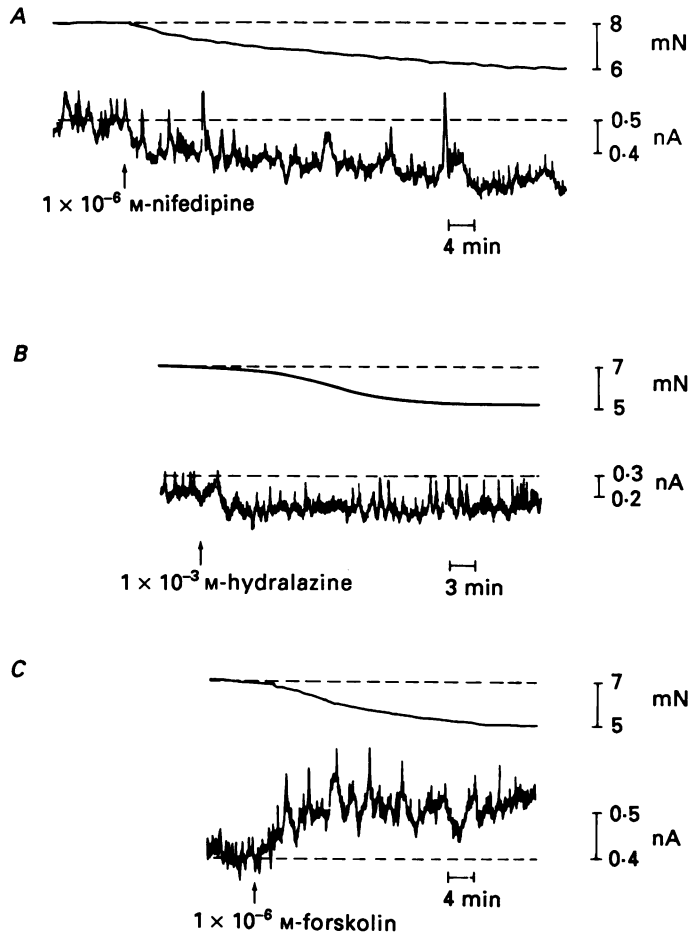 A
8
mN
6
0·5
nA
0·4
1 × 10⁻⁶ M-nifedipine
4 min
B
7
mN
5
0·3
nA
0·2
1 × 10⁻³ M-hydralazine
3 min
C
7
mN
5
0·5
nA
0·4
4 min
1 × 10⁻⁶ M-forskolin